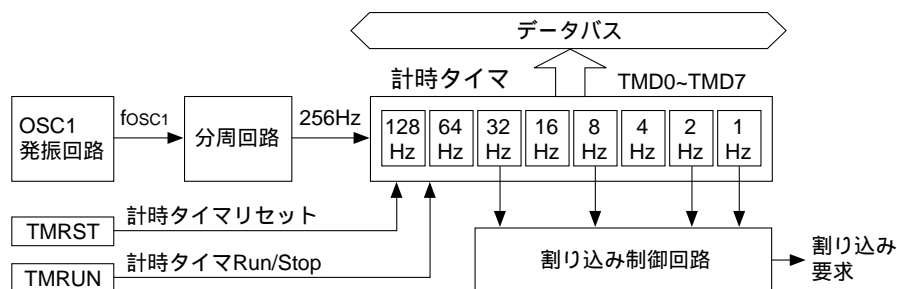 データバス
計時タイマ
TMD0~TMD7
OSC1
発振回路
fOSC1
分周回路
256Hz
128
Hz
64
Hz
32
Hz
16
Hz
8
Hz
4
Hz
2
Hz
1
Hz
TMRST
計時タイマリセット
TMRUN
計時タイマRun/Stop
割り込み制御回路
割り込み
要求